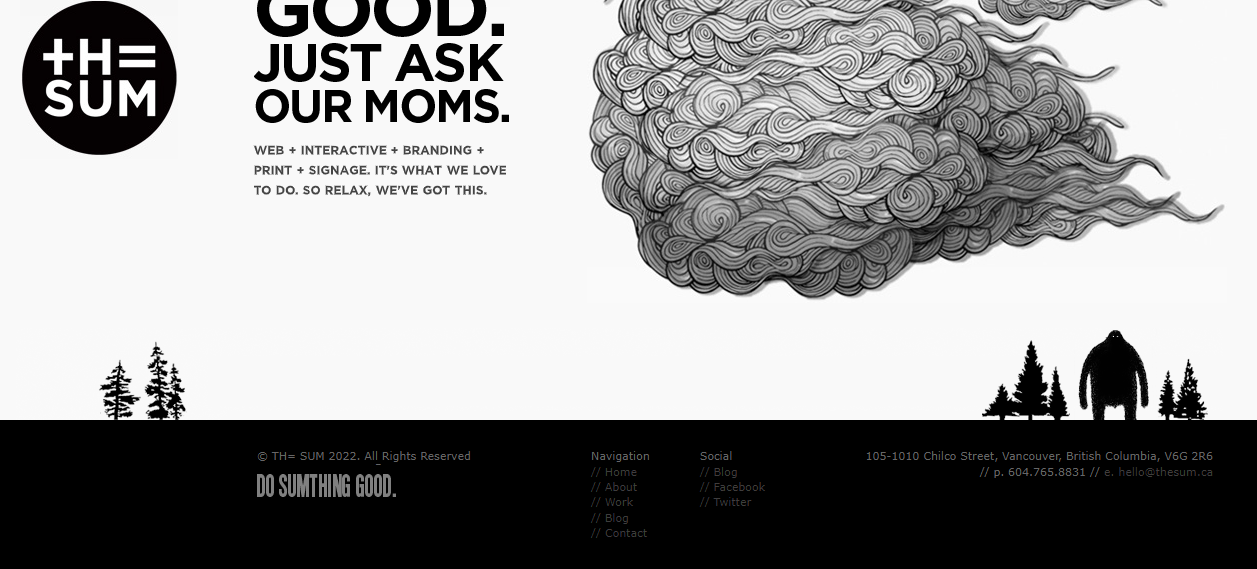 +H=
SUM
GOOD.
JUST ASK
OUR MOMS.
WEB + INTERACTIVE + BRANDING +
PRINT + SIGNAGE. IT'S WHAT WE LOVE
TO DO. SO RELAX, WE'VE GOT THIS.
© TH= SUM 2022. All Rights Reserved
DO SUMTHING GOOD.
Navigation
// Home
// About
// Work
// Blog
// Contact
Social
// Blog
// Facebook
// Twitter
105-1010 Chilco Street, Vancouver, British Columbia, V6G 2R6
// p. 604.765.8831 // e. hello@thesum.ca